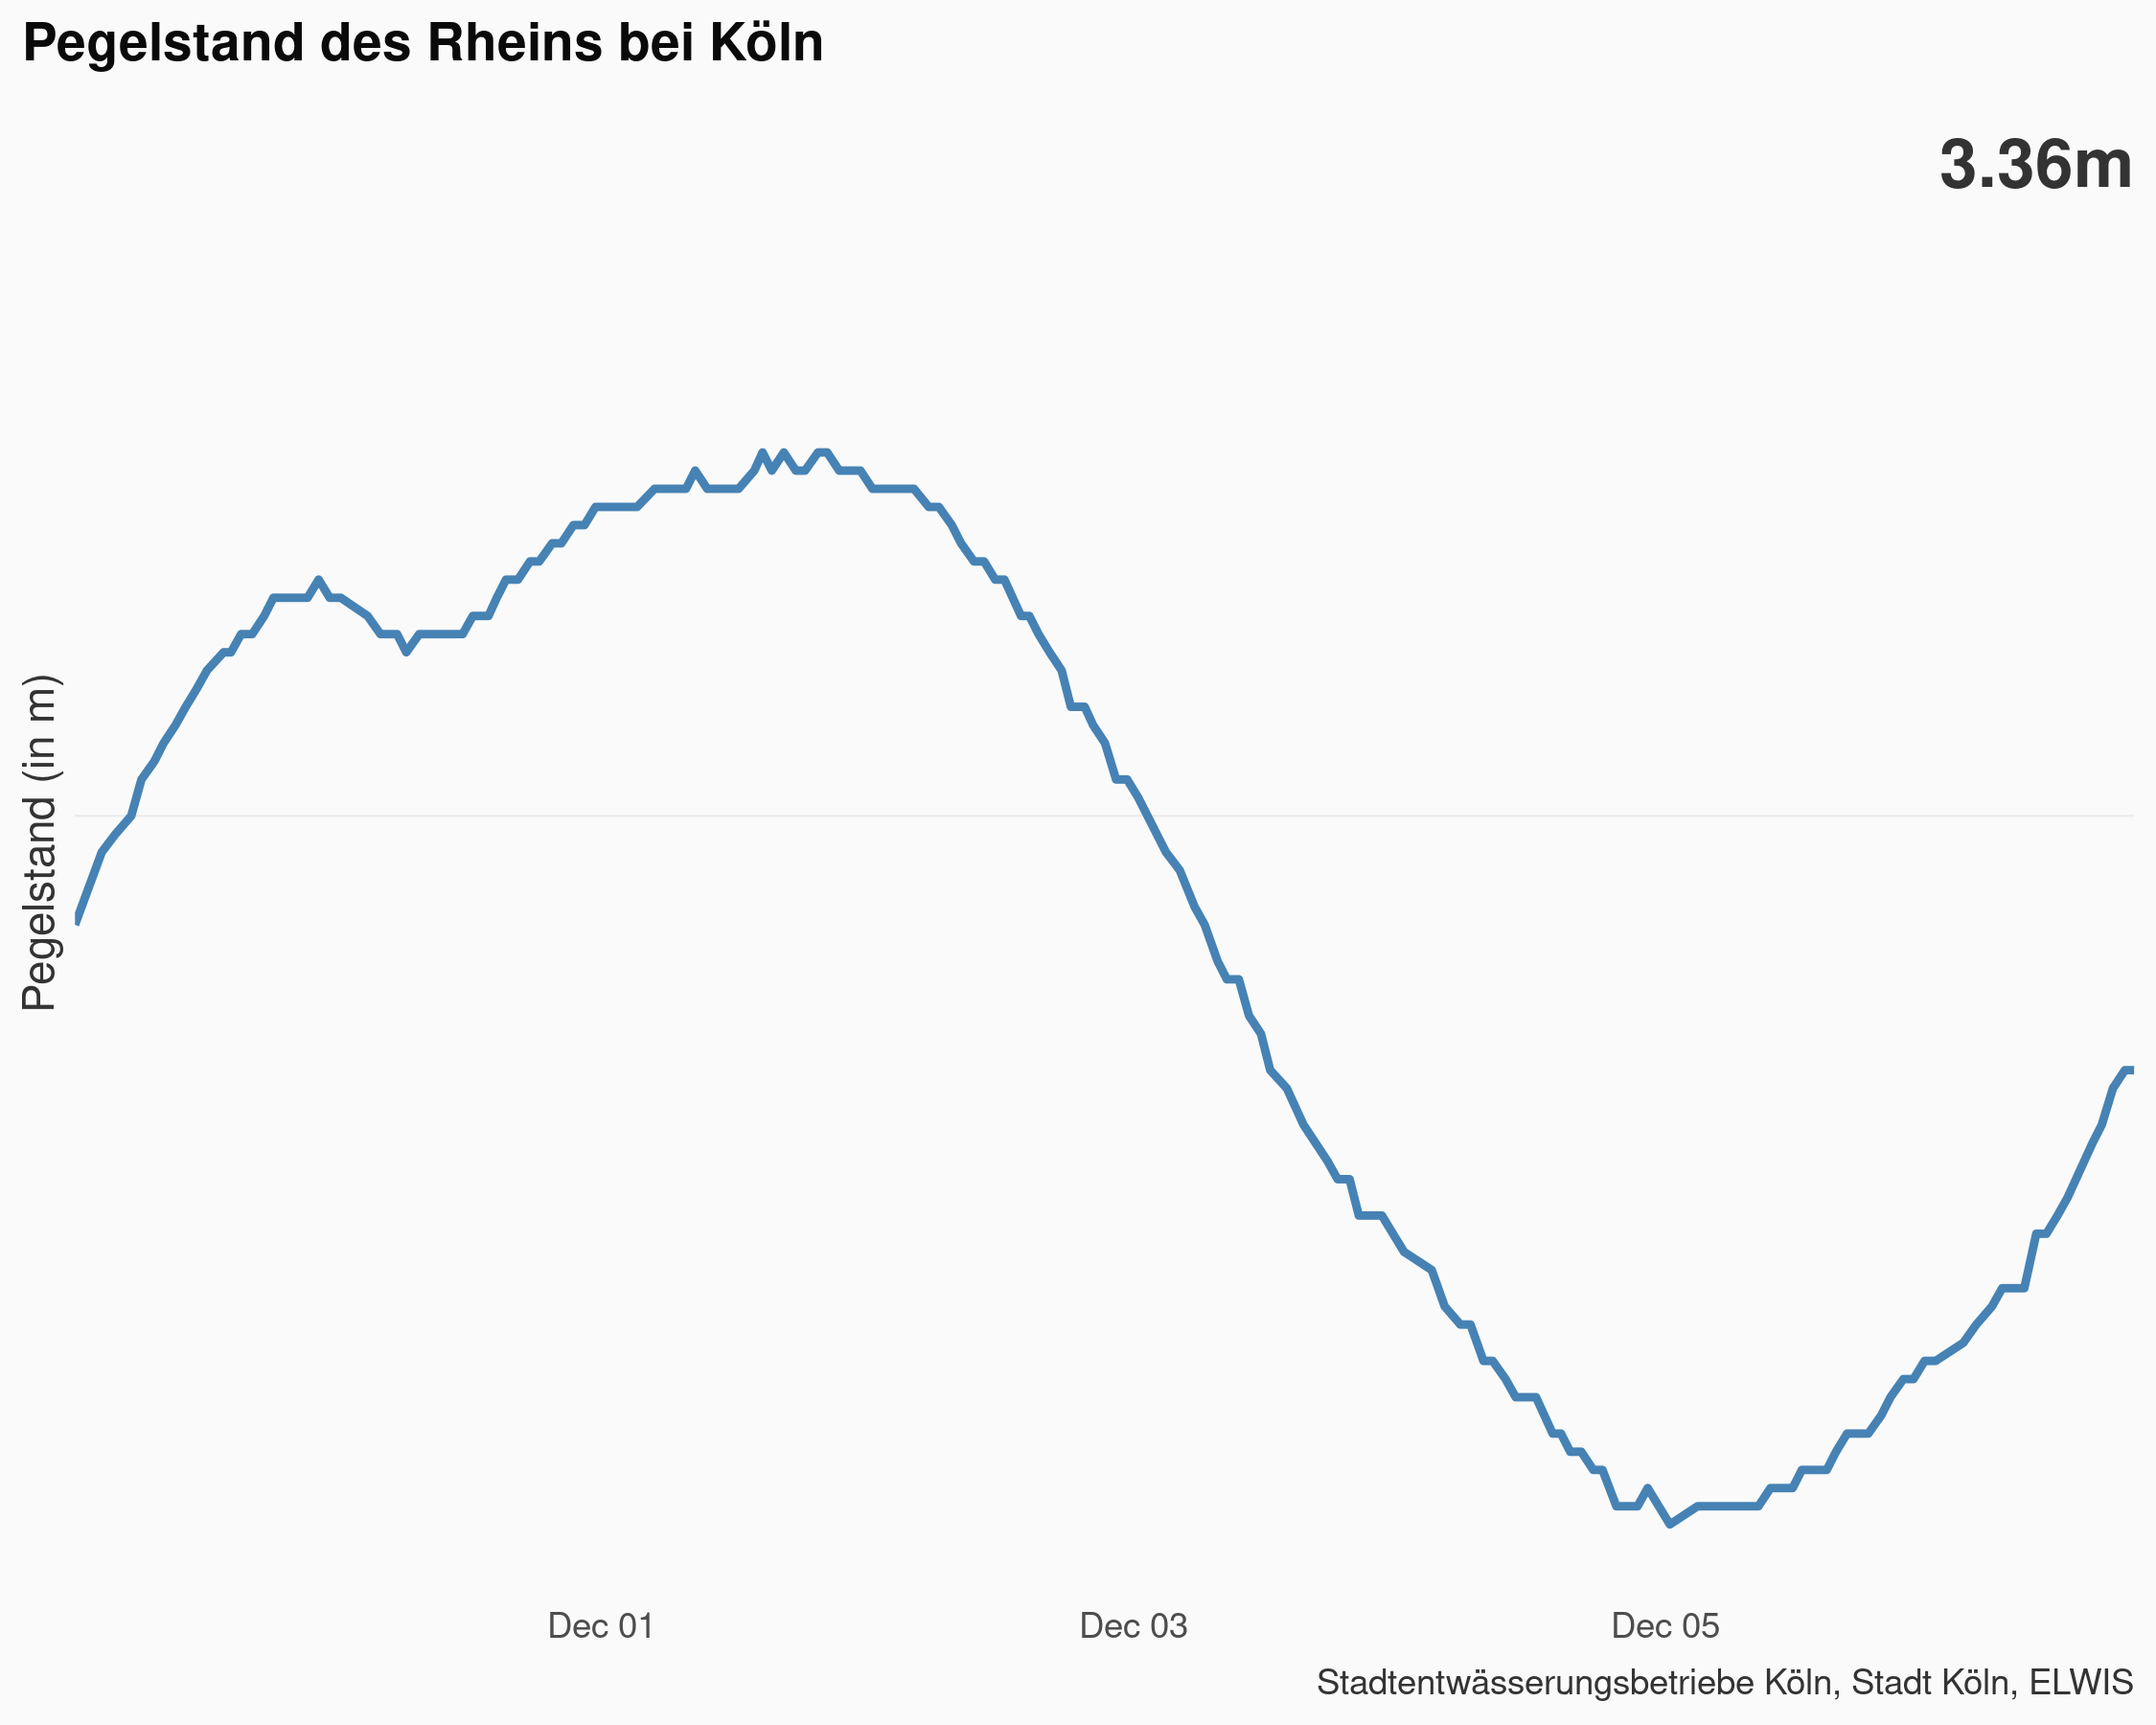 Pegelstand des Rheins bei Köln
3.36m
Pegelstand (in m)
Dec 01
Dec 03
Dec 05
Stadtentwässerungsbetriebe Köln, Stadt Köln, ELWIS